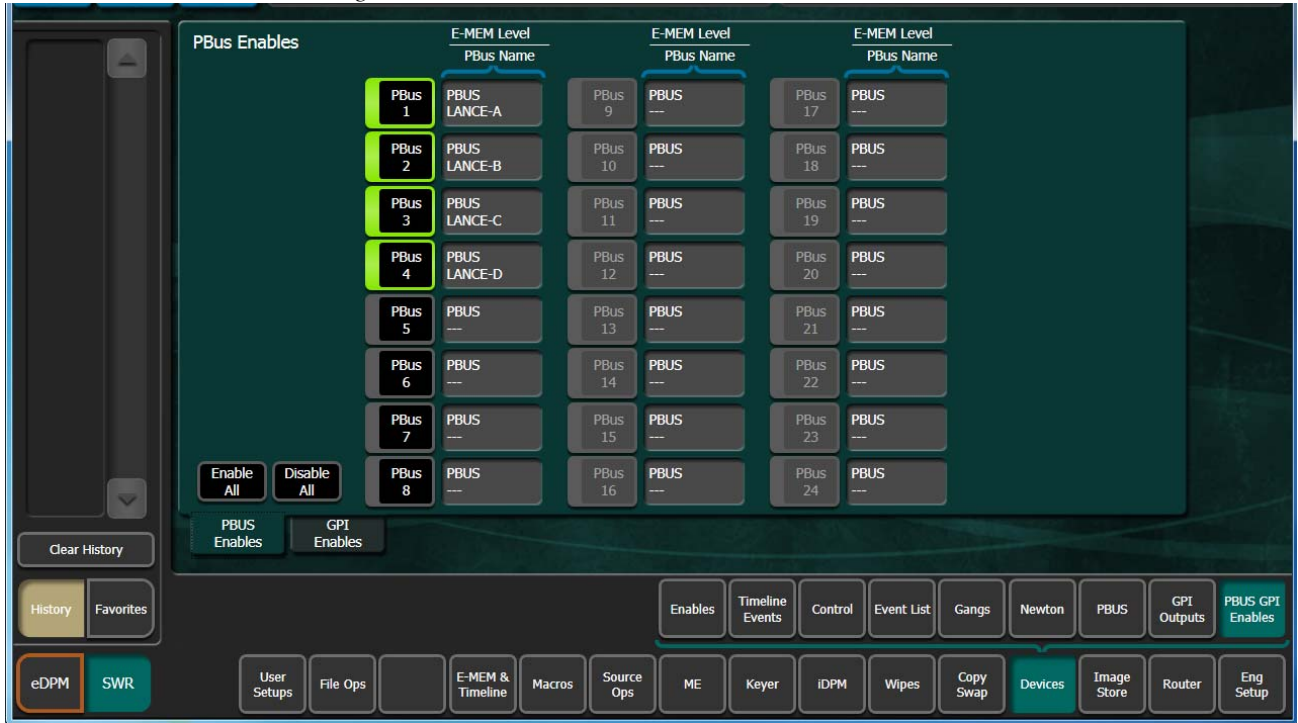 PBus Enables
E-MEM Level
PBus Name
E-MEM Level
PBus Name
E-MEM Level
PBus Name
PBus
1
PBUS
LANCE-A
PBus
9
PBUS
---
PBus
17
PBUS
---
PBus
2
PBUS
LANCE-B
PBus
10
PBUS
---
PBus
18
PBUS
---
PBus
3
PBUS
LANCE-C
PBus
11
PBUS
---
PBus
19
PBUS
---
PBus
4
PBUS
LANCE-D
PBus
12
PBUS
---
PBus
20
PBUS
---
PBus
5
PBUS
---
PBus
13
PBUS
---
PBus
21
PBUS
---
PBus
6
PBUS
---
PBus
14
PBUS
---
PBus
22
PBUS
---
PBus
7
PBUS
---
PBus
15
PBUS
---
PBus
23
PBUS
---
Enable
All
Disable
All
PBus
8
PBUS
---
PBus
16
PBUS
---
PBus
24
PBUS
---
PBUS
Enables
GPI
Enables
Clear History
History
Favorites
Enables
Timeline
Events
Control
Event List
Gangs
Newton
PBUS
GPI
Outputs
PBUS GPI
Enables
eDPM
SWR
User
Setups
File Ops
E-MEM &
Timeline
Macros
Source
Ops
ME
Keyer
iDPM
Wipes
Copy
Swap
Devices
Image
Store
Router
Eng
Setup